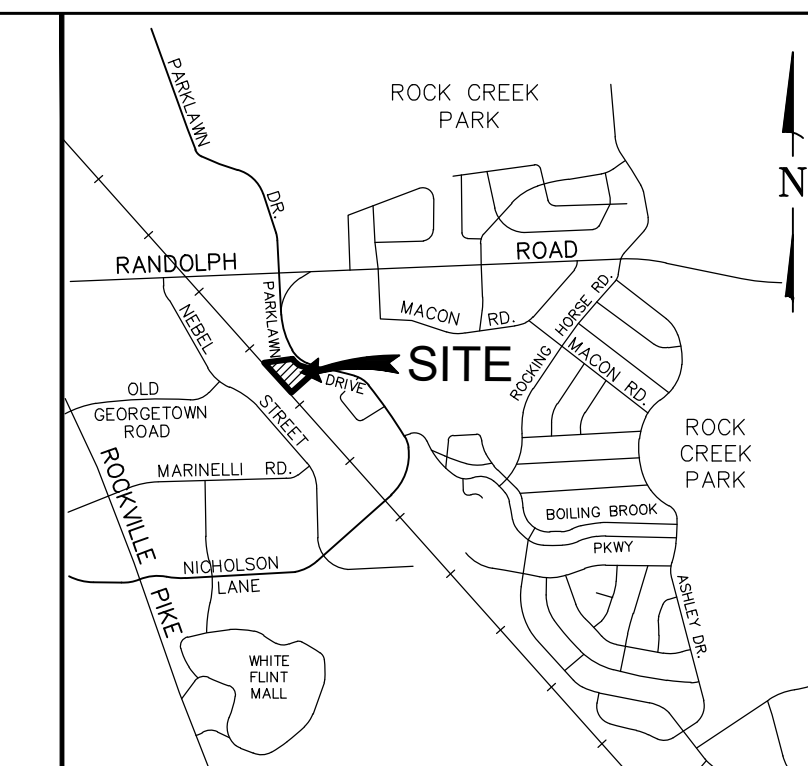 PARKLAWN
DR.
ROCK CREEK
PARK
N
RANDOLPH
ROAD
PARKLAWN
DRIVE
NEBEL
STREET
MACON
RD.
ROCKING
HORSE RD.
MACON RD.
SITE
OLD
GEORGETOWN
ROAD
ROCK
CREEK
PARK
MARINELLI RD.
ROCKVILLE
PIKE
BOILING BROOK
PKWY
NICHOLSON
LANE
ASHLEY DR.
WHITE
FLINT
MALL